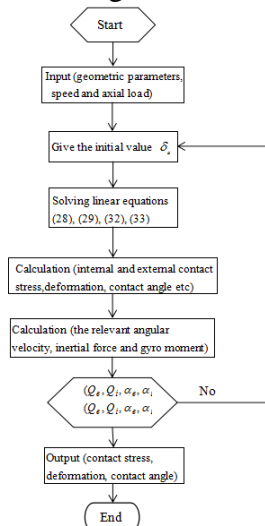 Start
Input (geometric parameters,
speed and axial load)
Give the initial value δₐ
Solving linear equations
(28), (29), (32), (33)
Calculation (internal and external contact
stress,deformation, contact angle etc)
Calculation (the relevant angular
velocity, inertial force and gyro moment)
(Qₑ, Qᵢ, αₑ, αᵢ
(Qₑ, Qᵢ, αₑ, αᵢ
No
Output (contact stress,
deformation, contact angle)
End